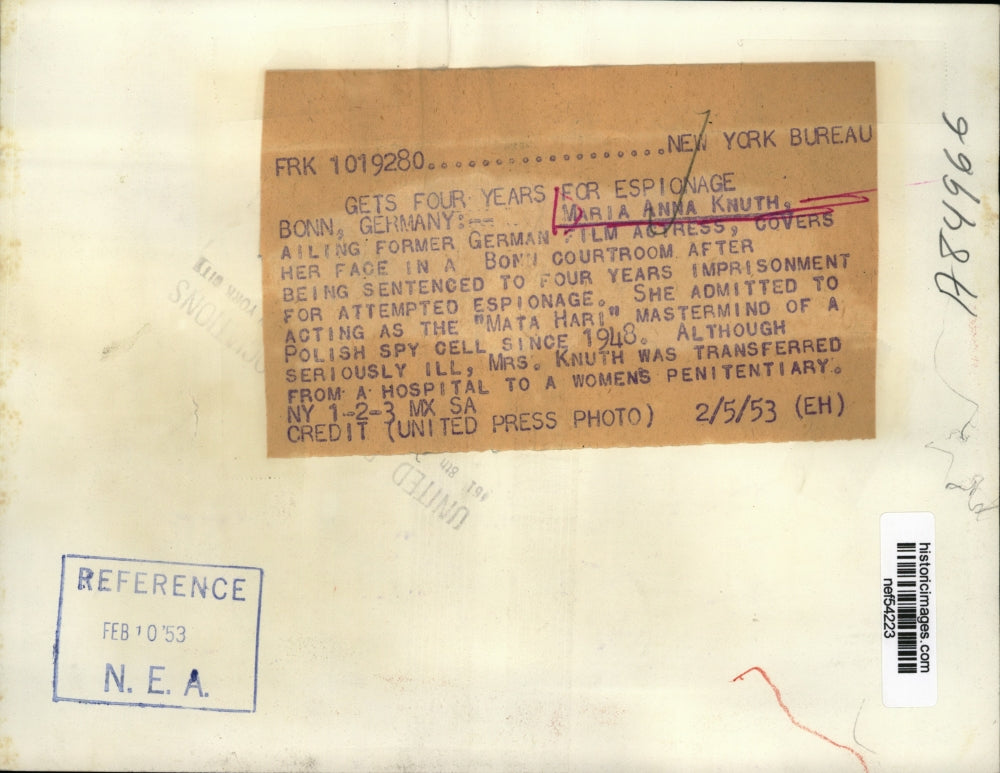 FRK 1019280....................NEW YORK BUREAU
GETS FOUR YEARS FOR ESPIONAGE
BONN, GERMANY:-- MARIA ANNA KNUTH,
AILING FORMER GERMAN FILM ACTRESS, COVERS
HER FACE IN A BONN COURTROOM AFTER
BEING SENTENCED TO FOUR YEARS IMPRISONMENT
FOR ATTEMPTED ESPIONAGE. SHE ADMITTED TO
ACTING AS THE "MATA HARI" MASTERMIND OF A
POLISH SPY CELL SINCE 1948. ALTHOUGH
SERIOUSLY ILL, MRS. KNUTH WAS TRANSFERRED
FROM A HOSPITAL TO A WOMENS PENITENTIARY.
NY 1-2-3 MX SA
CREDIT (UNITED PRESS PHOTO) 2/5/53 (EH)
UNITED
REFERENCE
FEB 10 '53
N. E. A.
historicimages.com
nef54223